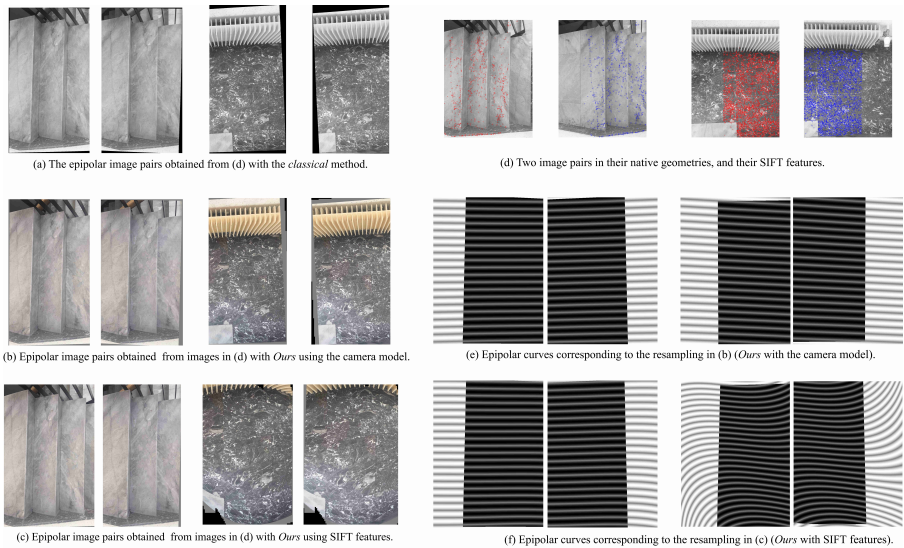 (a) The epipolar image pairs obtained from (d) with the classical method.
(b) Epipolar image pairs obtained from images in (d) with Ours using the camera model.
(c) Epipolar image pairs obtained from images in (d) with Ours using SIFT features.
(d) Two image pairs in their native geometries, and their SIFT features.
(e) Epipolar curves corresponding to the resampling in (b) (Ours with the camera model).
(f) Epipolar curves corresponding to the resampling in (c) (Ours with SIFT features).